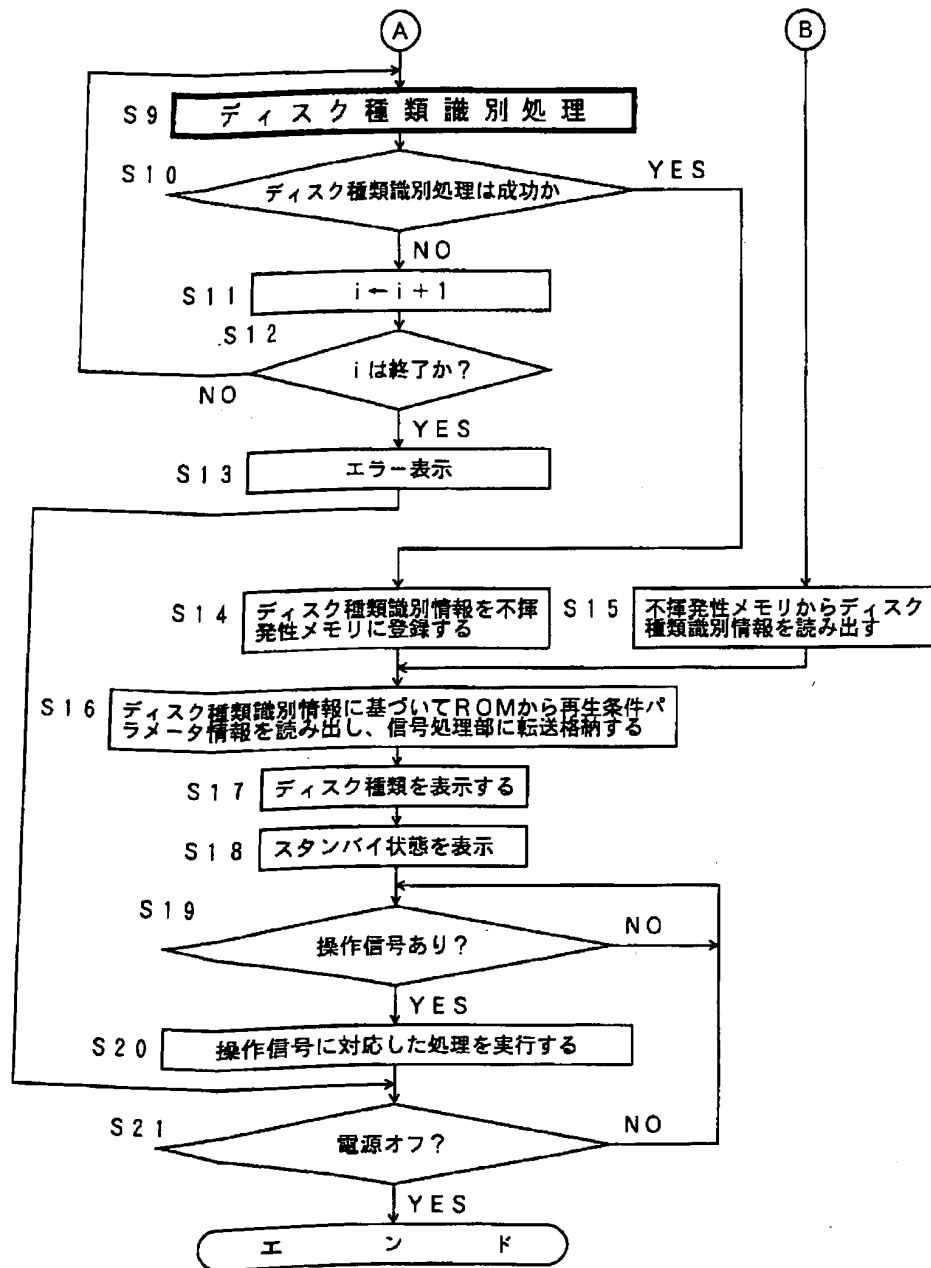 A
B
S9
ディスク種類識別処理
S10
ディスク種類識別処理は成功か
YES
NO
S11
i←i+1
S12
iは終了か?
NO
YES
S13
エラー表示
S14
ディスク種類識別情報を不揮
発性メモリに登録する
S15
不揮発性メモリからディスク
種類識別情報を読み出す
S16
ディスク種類識別情報に基づいてROMから再生条件パ
ラメータ情報を読み出し、信号処理部に転送格納する
S17
ディスク種類を表示する
S18
スタンバイ状態を表示
S19
操作信号あり?
NO
YES
S20
操作信号に対応した処理を実行する
S21
電源オフ?
NO
YES
エンド